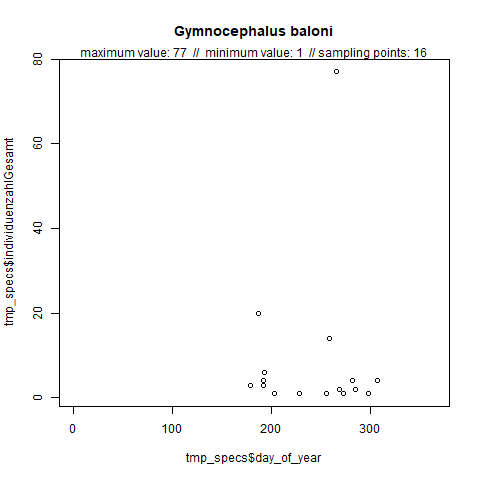 Gymnocephalus baloni
maximum value: 77 // minimum value: 1 // sampling points: 16
tmp_specs$individuenzahlGesamt
80
60
40
20
0
0 100 200 300
tmp_specs$day_of_year